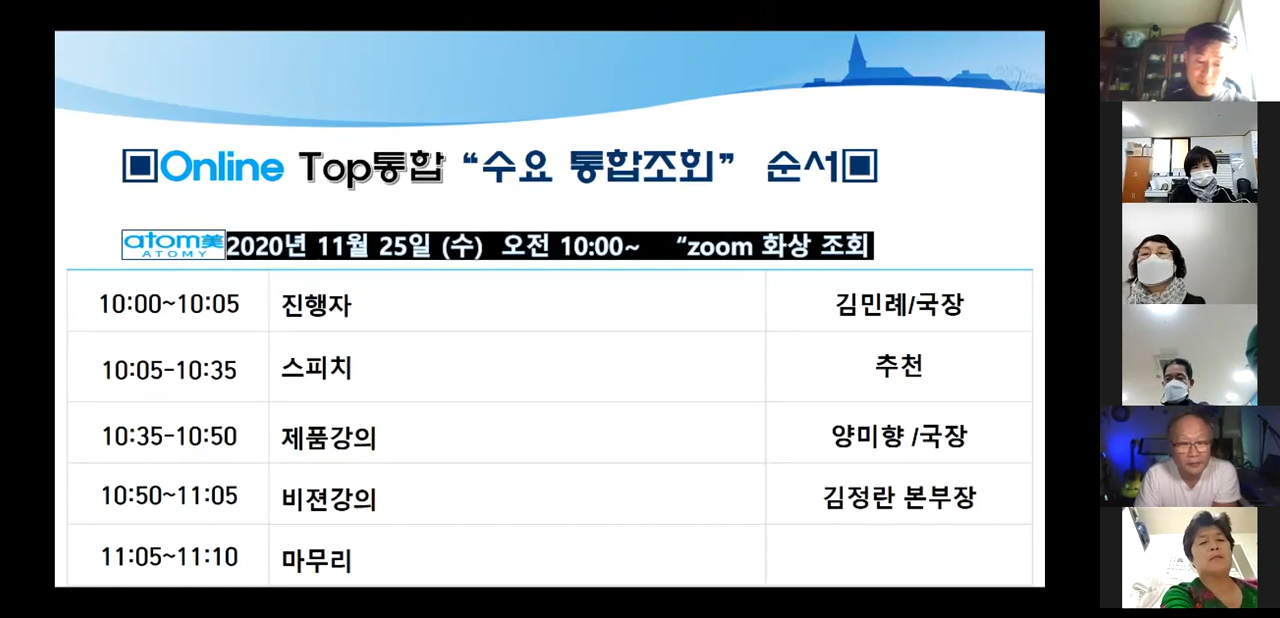 ▣Online Top통합 “수요 통합조회” 순서▣
atom美 ATOMY 2020년 11월 25일 (수) 오전 10:00~ “zoom 화상 조회
10:00~10:05 진행자 김민례/국장
10:05-10:35 스피치 추천
10:35-10:50 제품강의 양미향 /국장
10:50~11:05 비젼강의 김정란 본부장
11:05~11:10 마무리